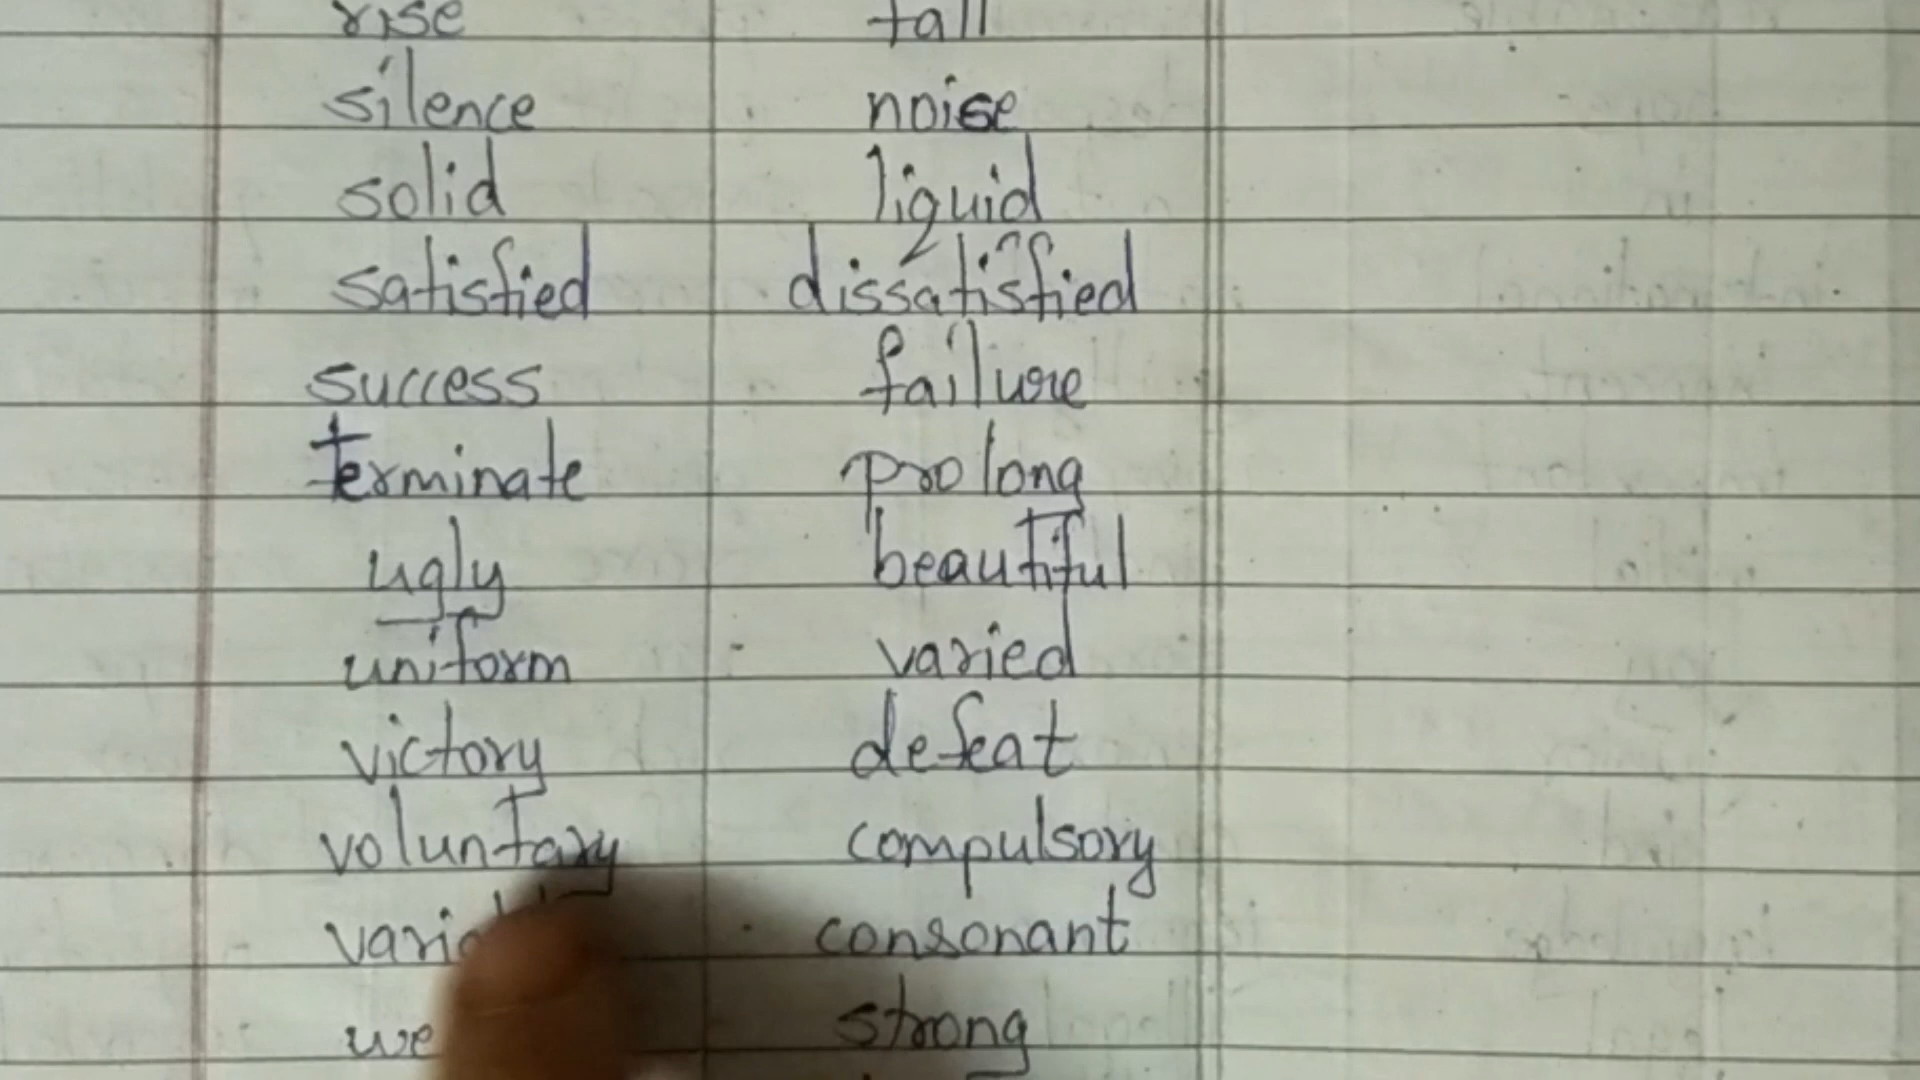 rise fall
silence noise
solid liquid
satisfied dissatisfied
success failure
terminate prolong
ugly beautiful
uniform varied
victory defeat
voluntary compulsory
consonant
strong